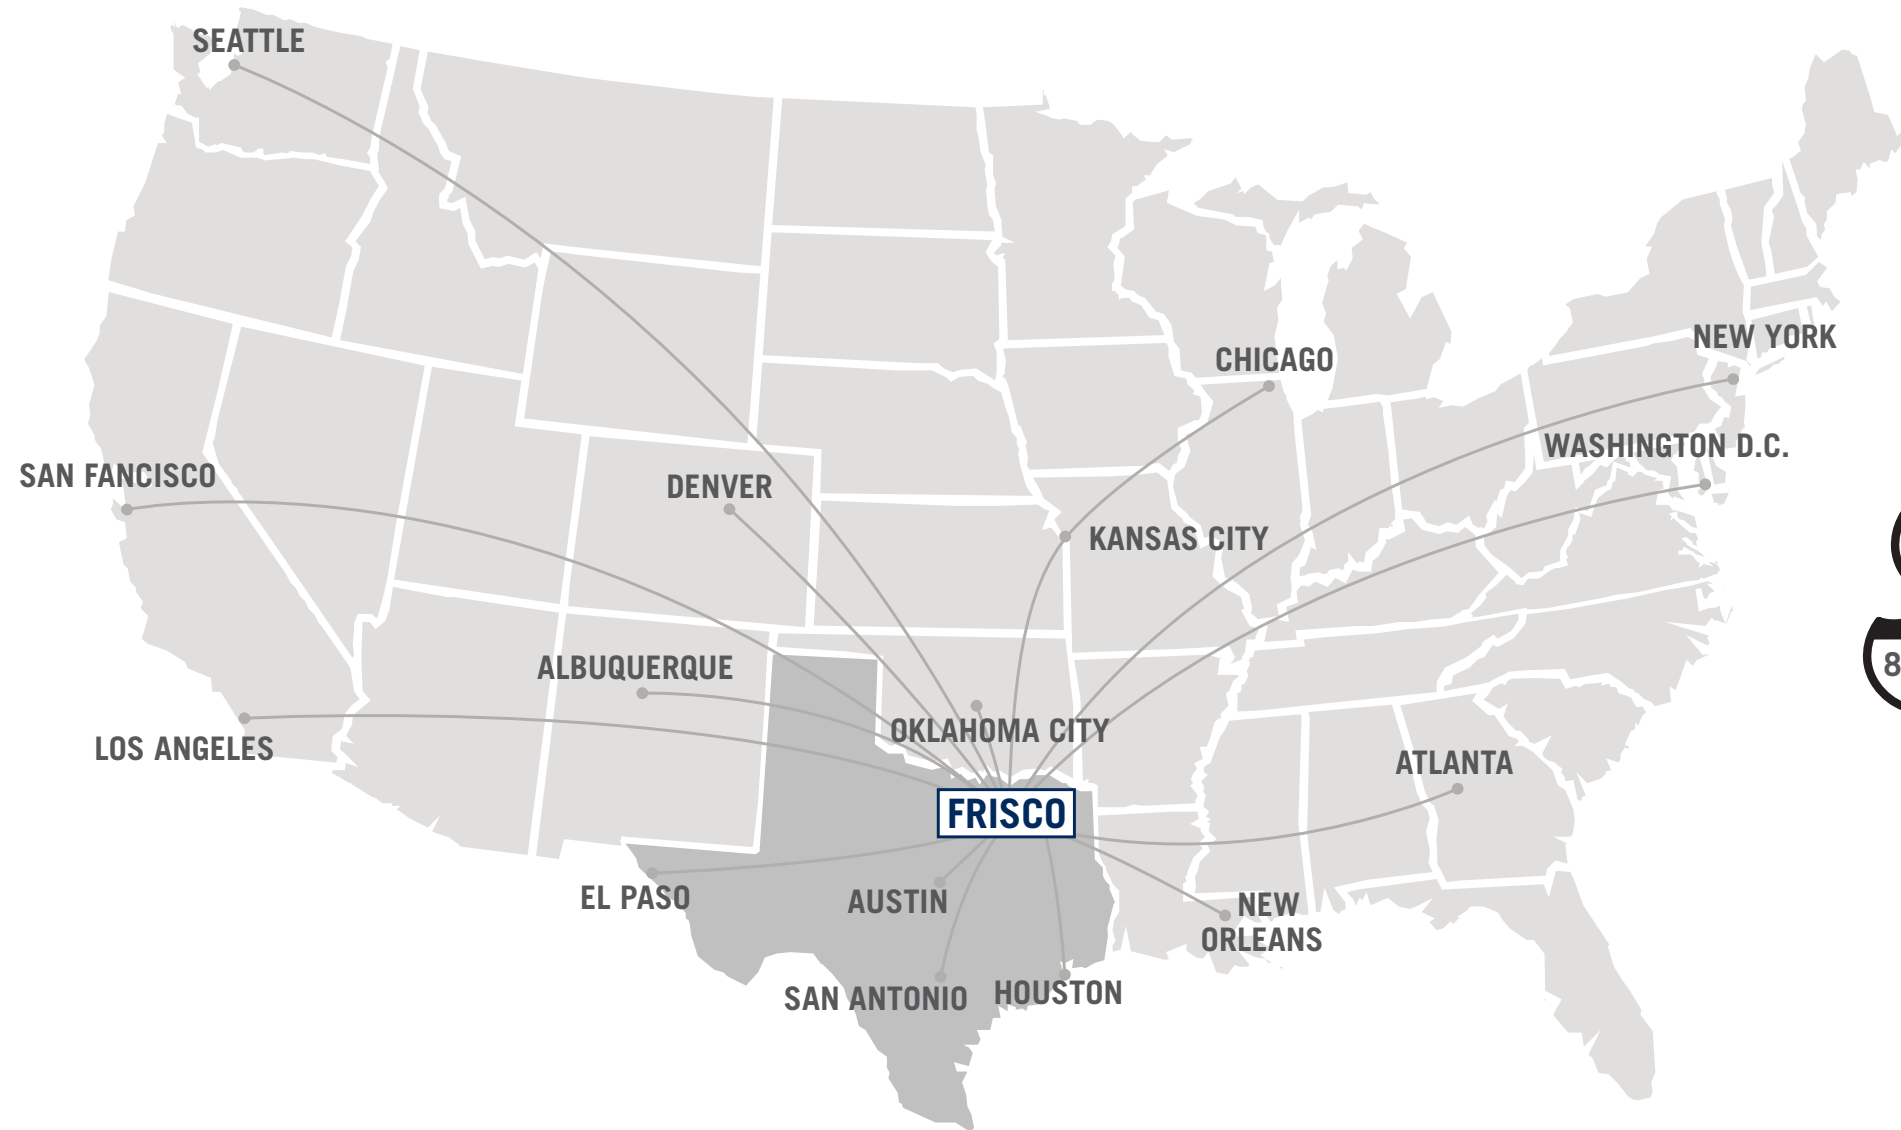 SEATTLE
NEW YORK
CHICAGO
WASHINGTON D.C.
SAN FANCISCO
DENVER
KANSAS CITY
ALBUQUERQUE
8
OKLAHOMA CITY
LOS ANGELES
ATLANTA
FRISCO
EL PASO
AUSTIN
NEW
ORLEANS
SAN ANTONIO
HOUSTON